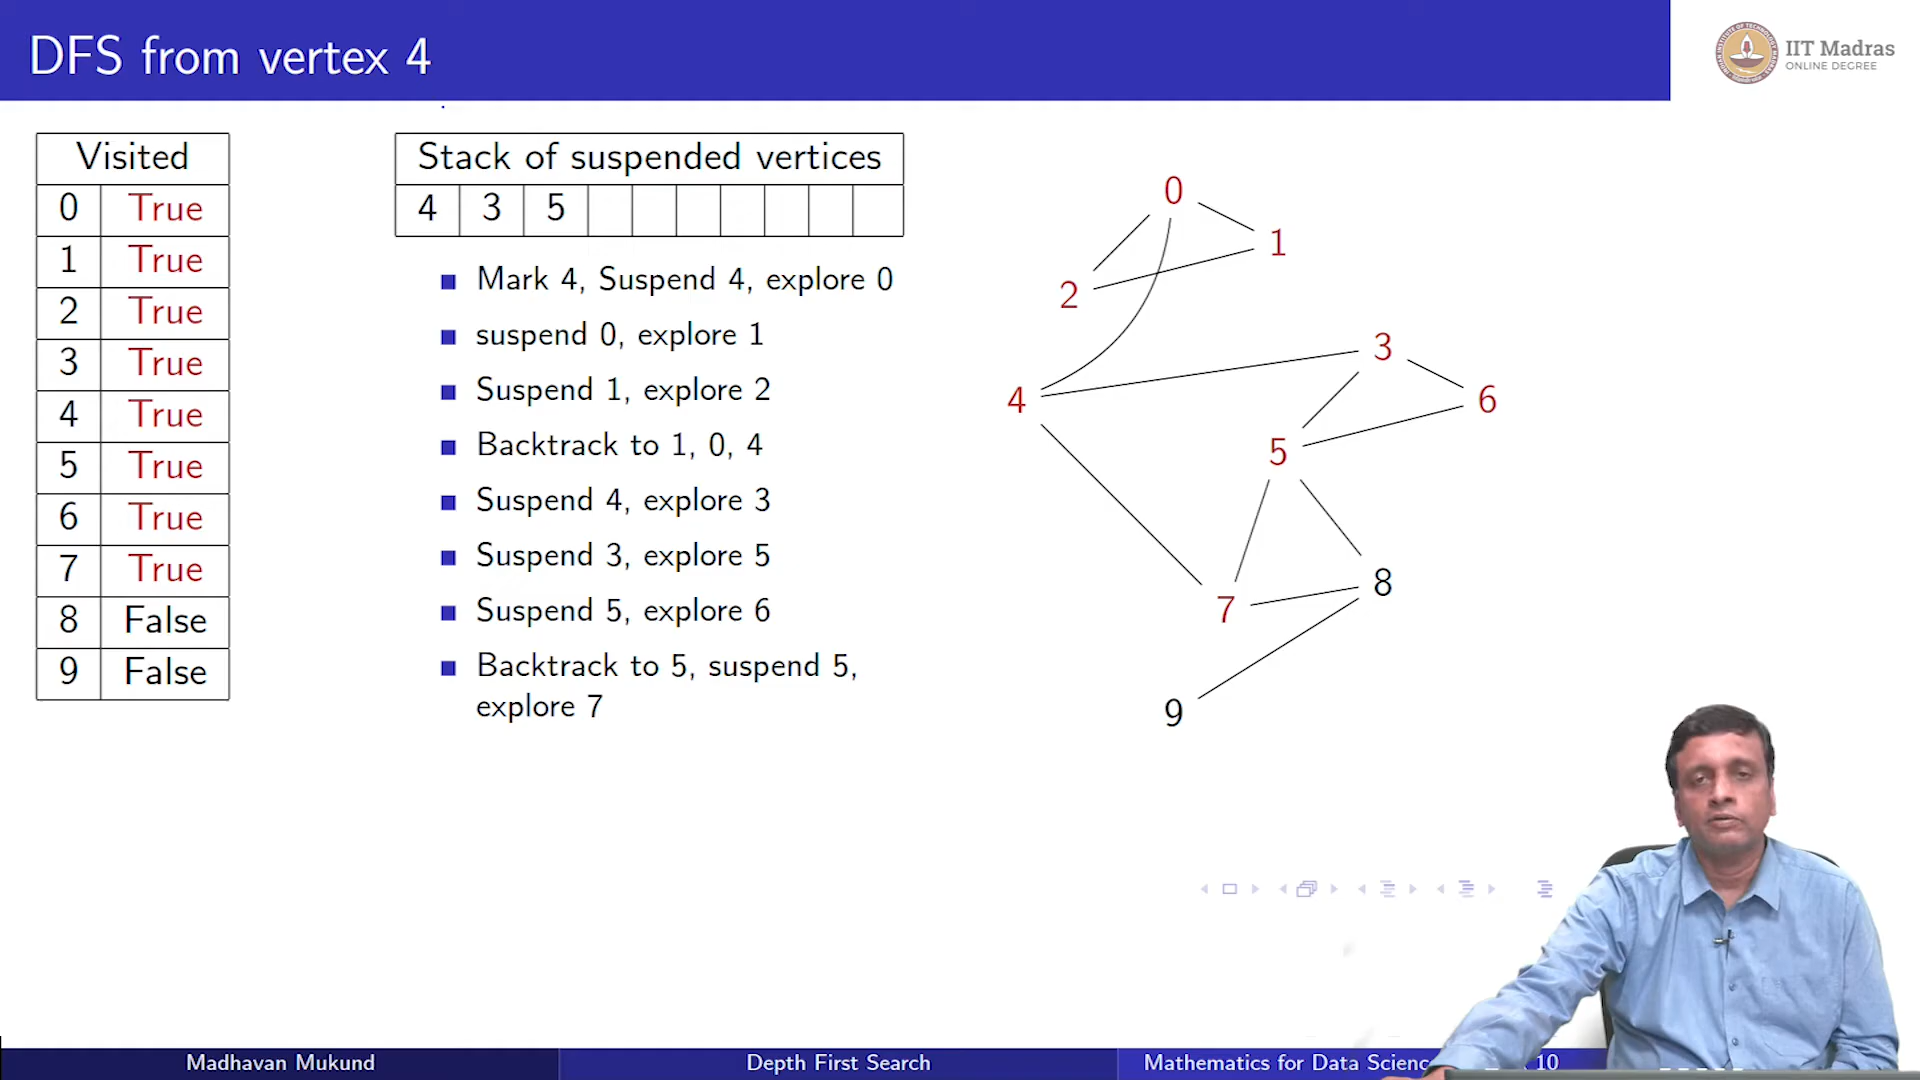 DFS from vertex 4
IIT Madras
ONLINE DEGREE
Visited
0 True
1 True
2 True
3 True
4 True
5 True
6 True
7 True
8 False
9 False
Stack of suspended vertices
4 3 5
Mark 4, Suspend 4, explore 0
suspend 0, explore 1
Suspend 1, explore 2
Backtrack to 1, 0, 4
Suspend 4, explore 3
Suspend 3, explore 5
Suspend 5, explore 6
Backtrack to 5, suspend 5,
explore 7
0
1
2
3
4
6
5
8
7
9
Madhavan Mukund
Depth First Search
Mathematics for Data Scienc
10